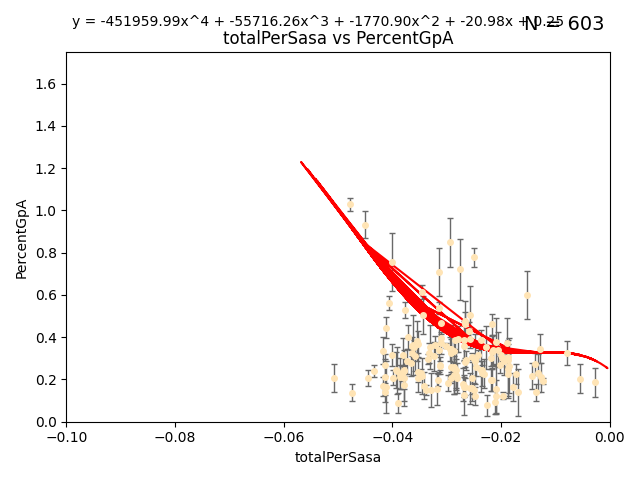 y = -451959.99x^4 + -55716.26x^3 + -1770.90x^2 + -20.98x + 0.25
N = 603
totalPerSasa vs PercentGpA
PercentGpA
1.6
1.4
1.2
1.0
0.8
0.6
0.4
0.2
0.0
−0.10 −0.08 −0.06 −0.04 −0.02 0.00
totalPerSasa